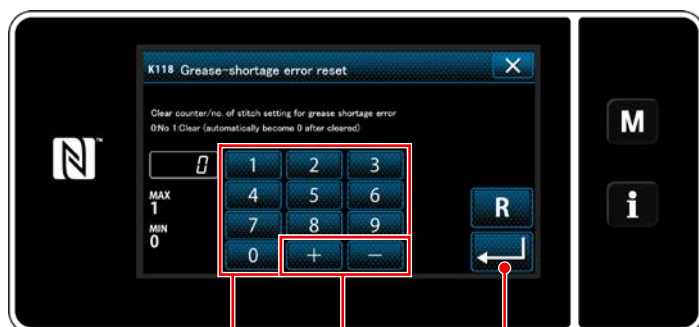 K118 Grease-shortage error reset
Clear counter/no. of stitch setting for grease shortage error
0:No 1:Clear (automatically become 0 after cleared)
0
1 2 3
MAX
1
4 5 6
MIN
0
7 8 9
0 + −
R
M
i
N
TM